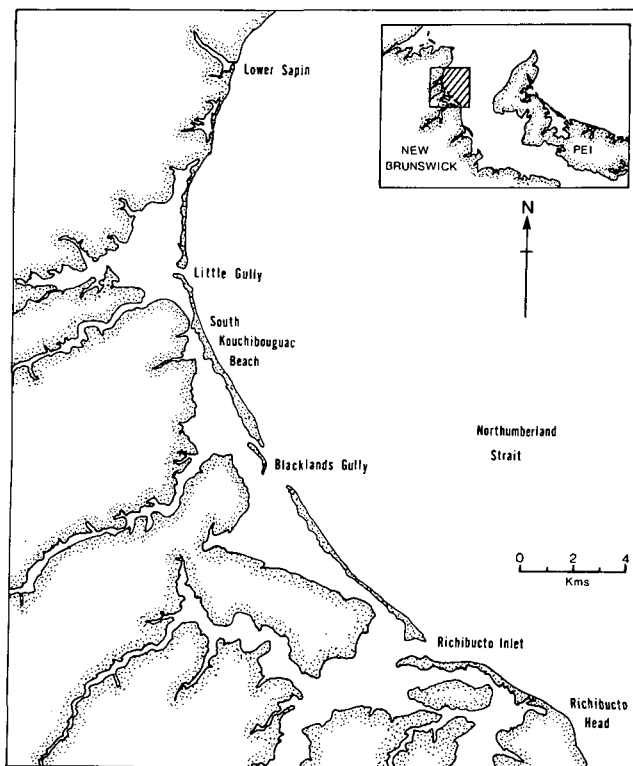 Lower Sapin
NEW
BRUNSWICK
PEI
N
Little Gully
South
Kouchibouguac
Beach
Northumberland
Strait
Blacklands Gully
0 2 4
Kms
Richibucto Inlet
Richibucto
Head